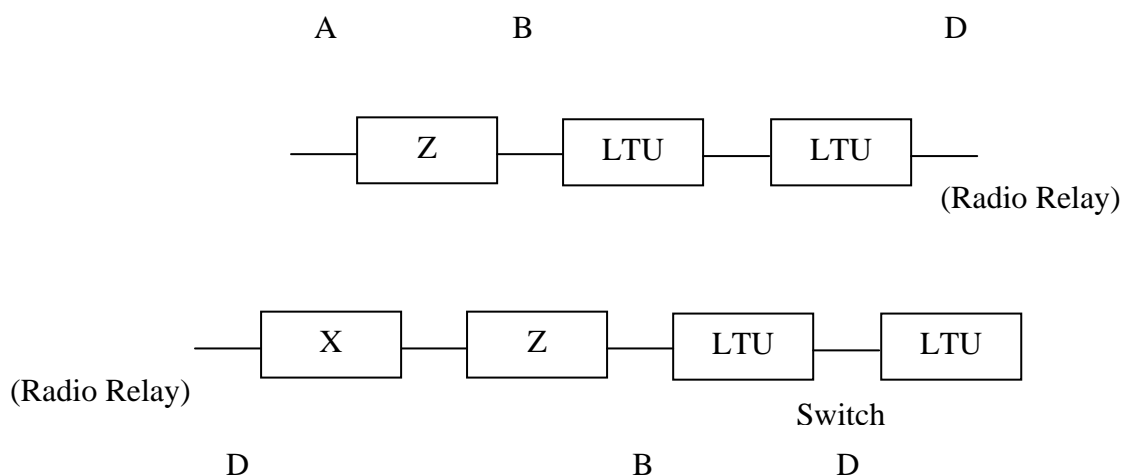 A B D
Z LTU LTU
(Radio Relay)
X Z LTU LTU
(Radio Relay)
Switch
D B D